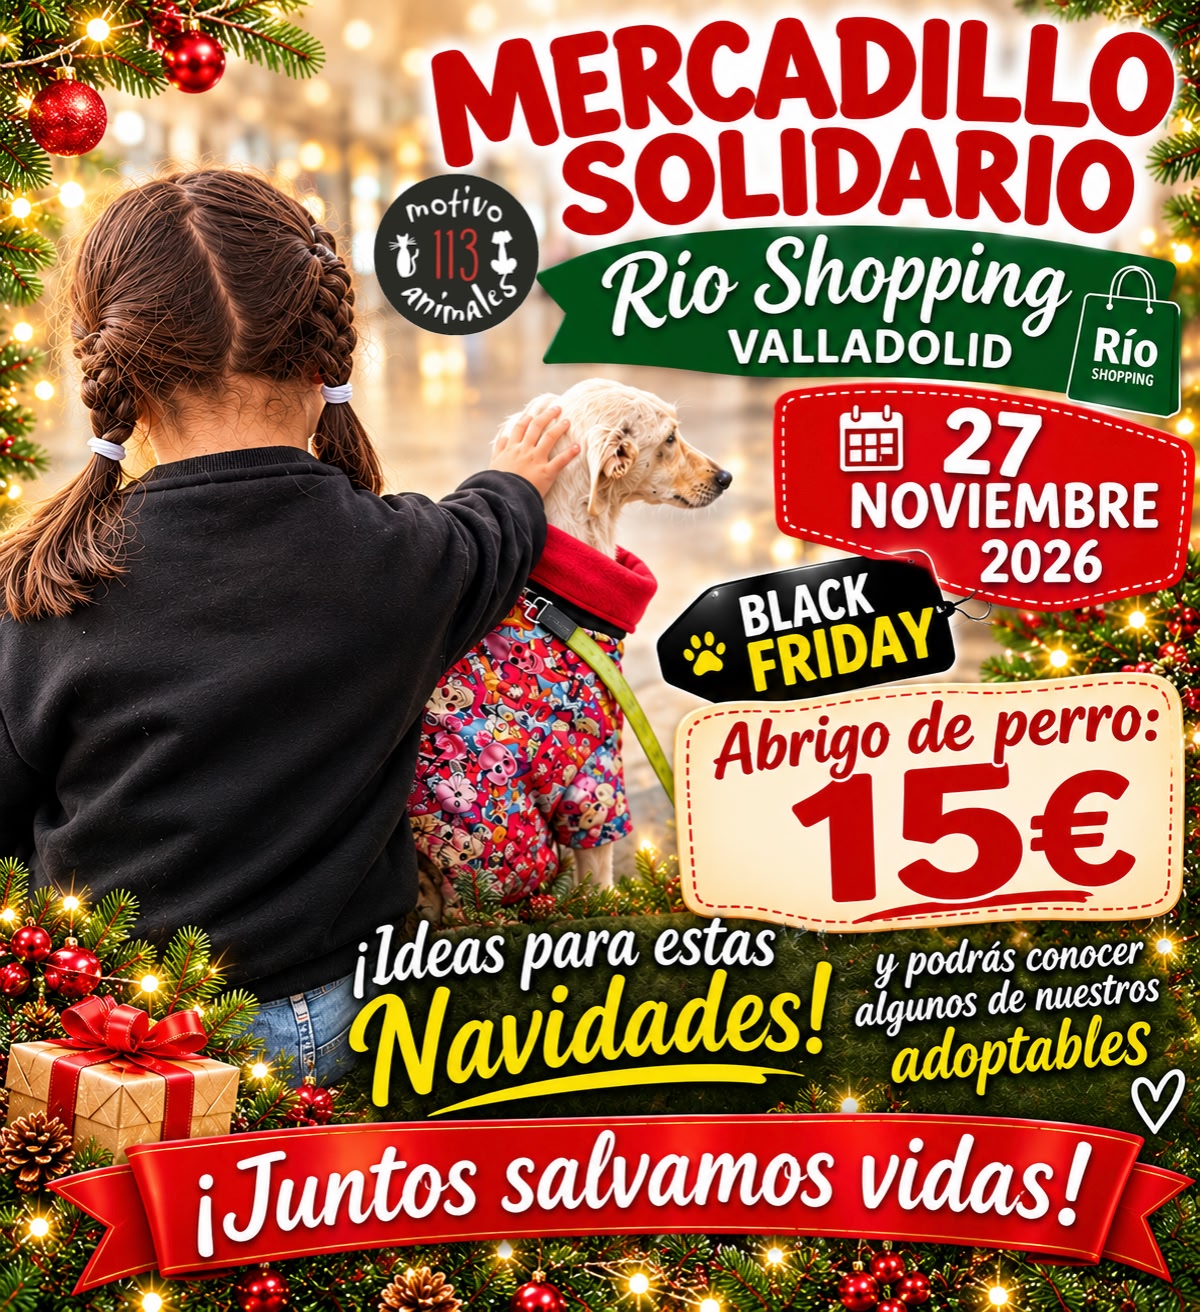 MERCADILLO
SOLIDARIO
motivo
113
animales
Río Shopping
VALLADOLID
Río
SHOPPING
27
NOVIEMBRE
2026
BLACK
FRIDAY
Abrigo de perro:
15€
¡Ideas para estas
Navidades!
y podrás conocer
algunos de nuestros
adoptables
¡Juntos salvamos vidas!